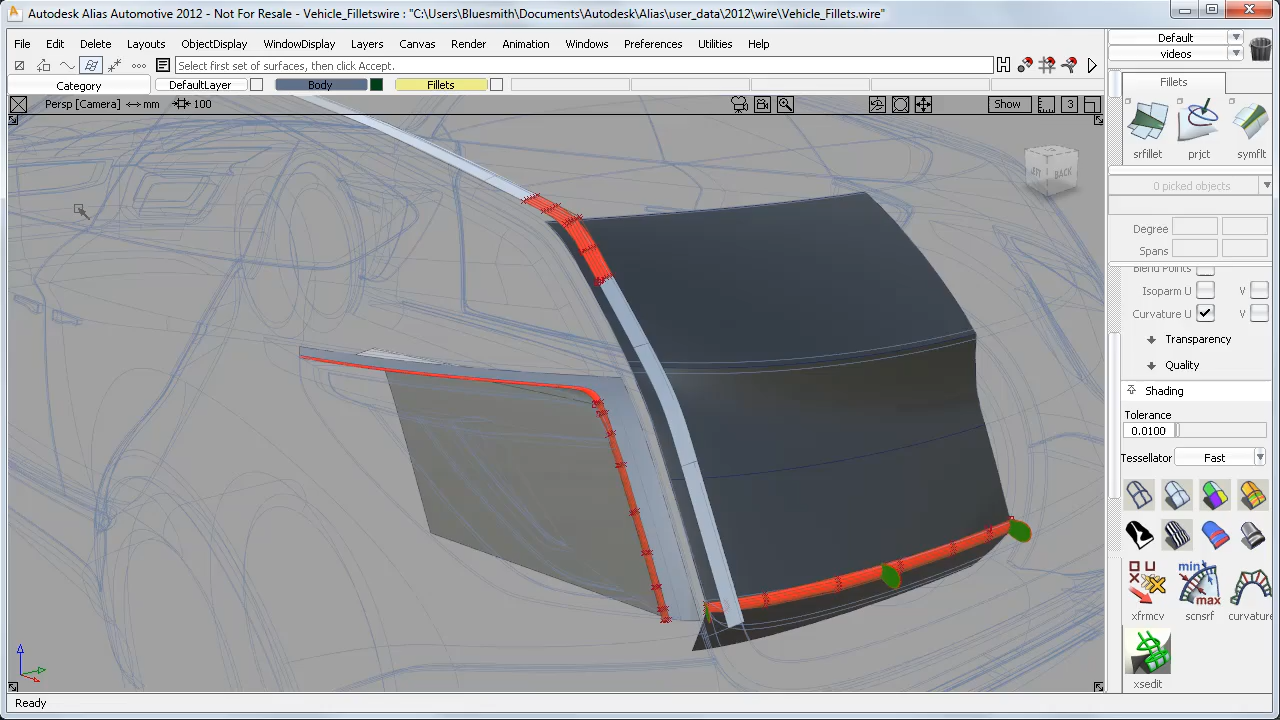 Autodesk Alias Automotive 2012 - Not For Resale - Vehicle_Filletswire : "C:\Users\Bluesmith\Documents\Autodesk\Alias\user_data\2012\wire\Vehicle_Fillets.wire"
File Edit Delete Layouts ObjectDisplay WindowDisplay Layers Canvas Render Animation Windows Preferences Utilities Help
Default
videos
Select first set of surfaces, then click Accept.
Category DefaultLayer Body Fillets
Fillets
Persp [Camera] mm 100 Show 3
srfillet prjct symflt
BACK
0 picked objects
Degree
Spans
Blend Points
Isoparm U V
Curvature U V
Transparency
Quality
Shading
Tolerance
0.0100
Tessellator Fast
min
max
xfrmcv scnsrf curvature
xsedit
Ready